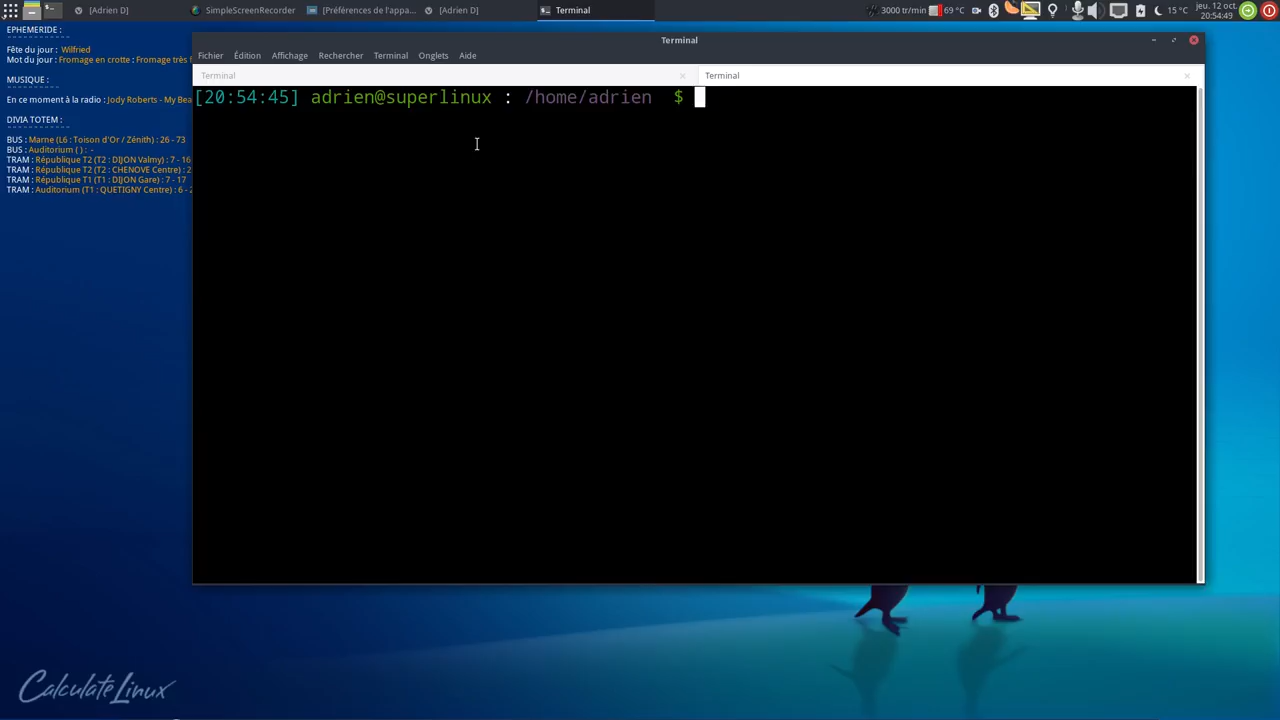 [Adrien D] SimpleScreenRecorder [Préférences de l'appa... [Adrien D] Terminal 3000 tr/min 69 °C 15 °C jeu. 12 oct.
20:54:49
EPHEMERIDE :
Fête du jour : Wilfried
Mot du jour : Fromage en crotte : Fromage très
MUSIQUE :
En ce moment à la radio : Jody Roberts - My Bea
DIVIA TOTEM :
BUS : Marne (L6 : Toison d'Or / Zénith) : 26 - 73
BUS : Auditorium ( ) : -
TRAM : République T2 (T2 : DIJON Valmy) : 7 - 16
TRAM : République T2 (T2 : CHENOVE Centre) : 2
TRAM : République T1 (T1 : DIJON Gare) : 7 - 17
TRAM : Auditorium (T1 : QUETIGNY Centre) : 6 - 2
Terminal
Fichier Édition Affichage Rechercher Terminal Onglets Aide
Terminal Terminal
[20:54:45] adrien@superlinux : /home/adrien $
Calculate Linux